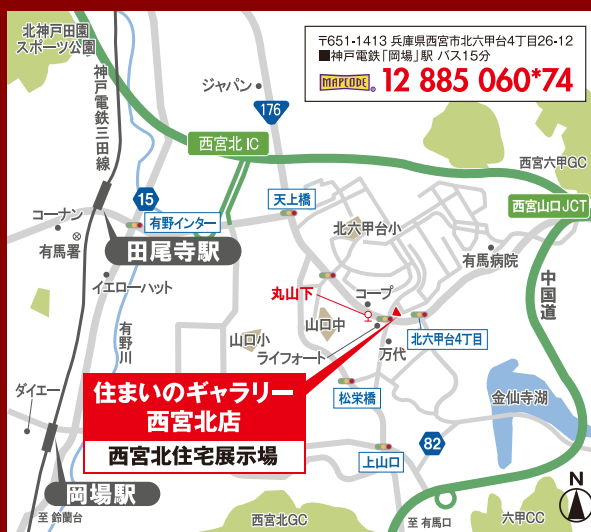 〒651-1413 兵庫県西宮市北六甲台4丁目26-12
■神戸電鉄「岡場」駅 バス15分
MAPCODE® 12 885 060*74
北神戸田園
スポーツ公園
神戸電鉄三田線
ジャパン
176
西宮北IC
西宮六甲GC
西宮山口JCT
15
天上橋
コーナン
有野インター
北六甲台小
有馬署
田尾寺駅
有馬病院
中国道
イエローハット
丸山下
コープ
有野川
山口小
山口中
ライフォート
万代
北六甲台4丁目
住まいのギャラリー
西宮北店
西宮北住宅展示場
松栄橋
金仙寺湖
ダイエー
82
上山口
岡場駅
至 鈴蘭台
西宮北GC
至 有馬口
六甲CC
N